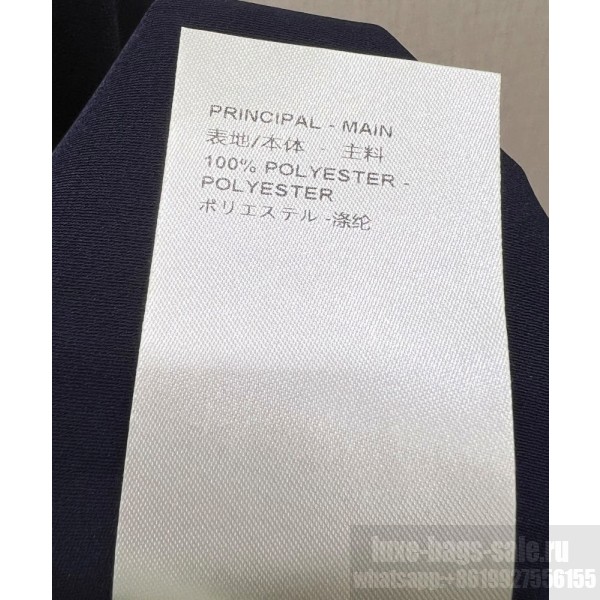 PRINCIPAL - MAIN
表地/本体 - 主料
100% POLYESTER -
POLYESTER
ポリエステル -涤纶
luxe-bags-sale.ru
whatsapp:+8619927556155